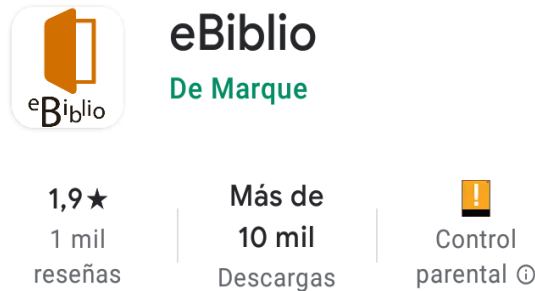 eBiblio
eBiblio
De Marque
1,9★
1 mil
reseñas
Más de
10 mil
Descargas
!
Control
parental ⓘ